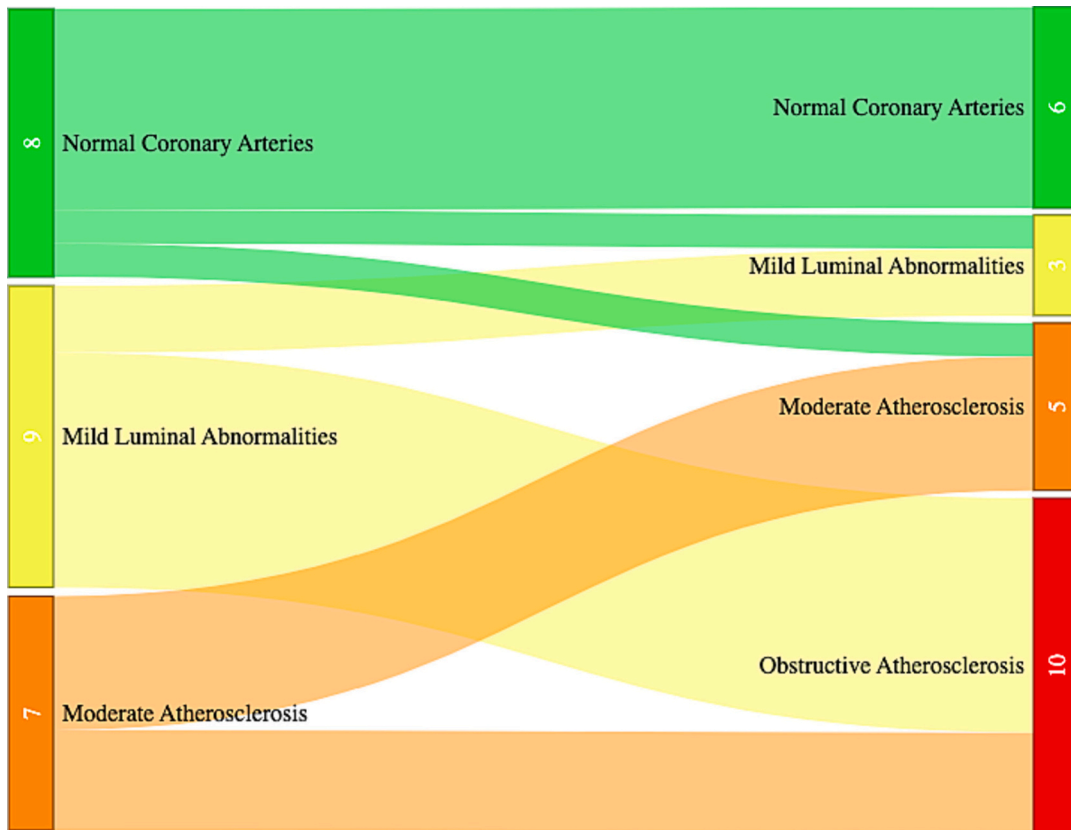 8
Normal Coronary Arteries
9
Mild Luminal Abnormalities
7
Moderate Atherosclerosis
Normal Coronary Arteries
6
Mild Luminal Abnormalities
3
Moderate Atherosclerosis
5
Obstructive Atherosclerosis
10